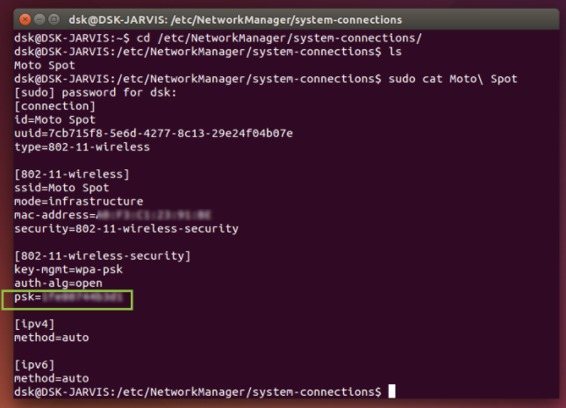 dsk@DSK-JARVIS: /etc/NetworkManager/system-connections
dsk@DSK-JARVIS:~$ cd /etc/NetworkManager/system-connections/
dsk@DSK-JARVIS:/etc/NetworkManager/system-connections$ ls
Moto Spot
dsk@DSK-JARVIS:/etc/NetworkManager/system-connections$ sudo cat Moto\ Spot
[sudo] password for dsk:
[connection]
id=Moto Spot
uuid=7cb715f8-5e6d-4277-8c13-29e24f04b07e
type=802-11-wireless
[802-11-wireless]
ssid=Moto Spot
mode=infrastructure
mac-address=
security=802-11-wireless-security
[802-11-wireless-security]
key-mgmt=wpa-psk
auth-alg=open
psk=
[ipv4]
method=auto
[ipv6]
method=auto
dsk@DSK-JARVIS:/etc/NetworkManager/system-connections$